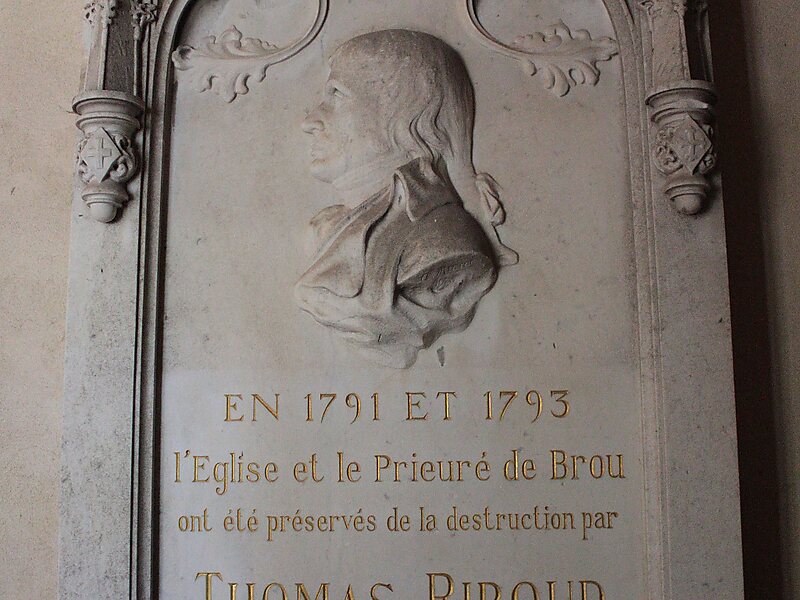 EN 1791 ET 1793
l'Eglise et le Prieuré de Brou
ont été préservés de la destruction par
THOMAS RIBOUD